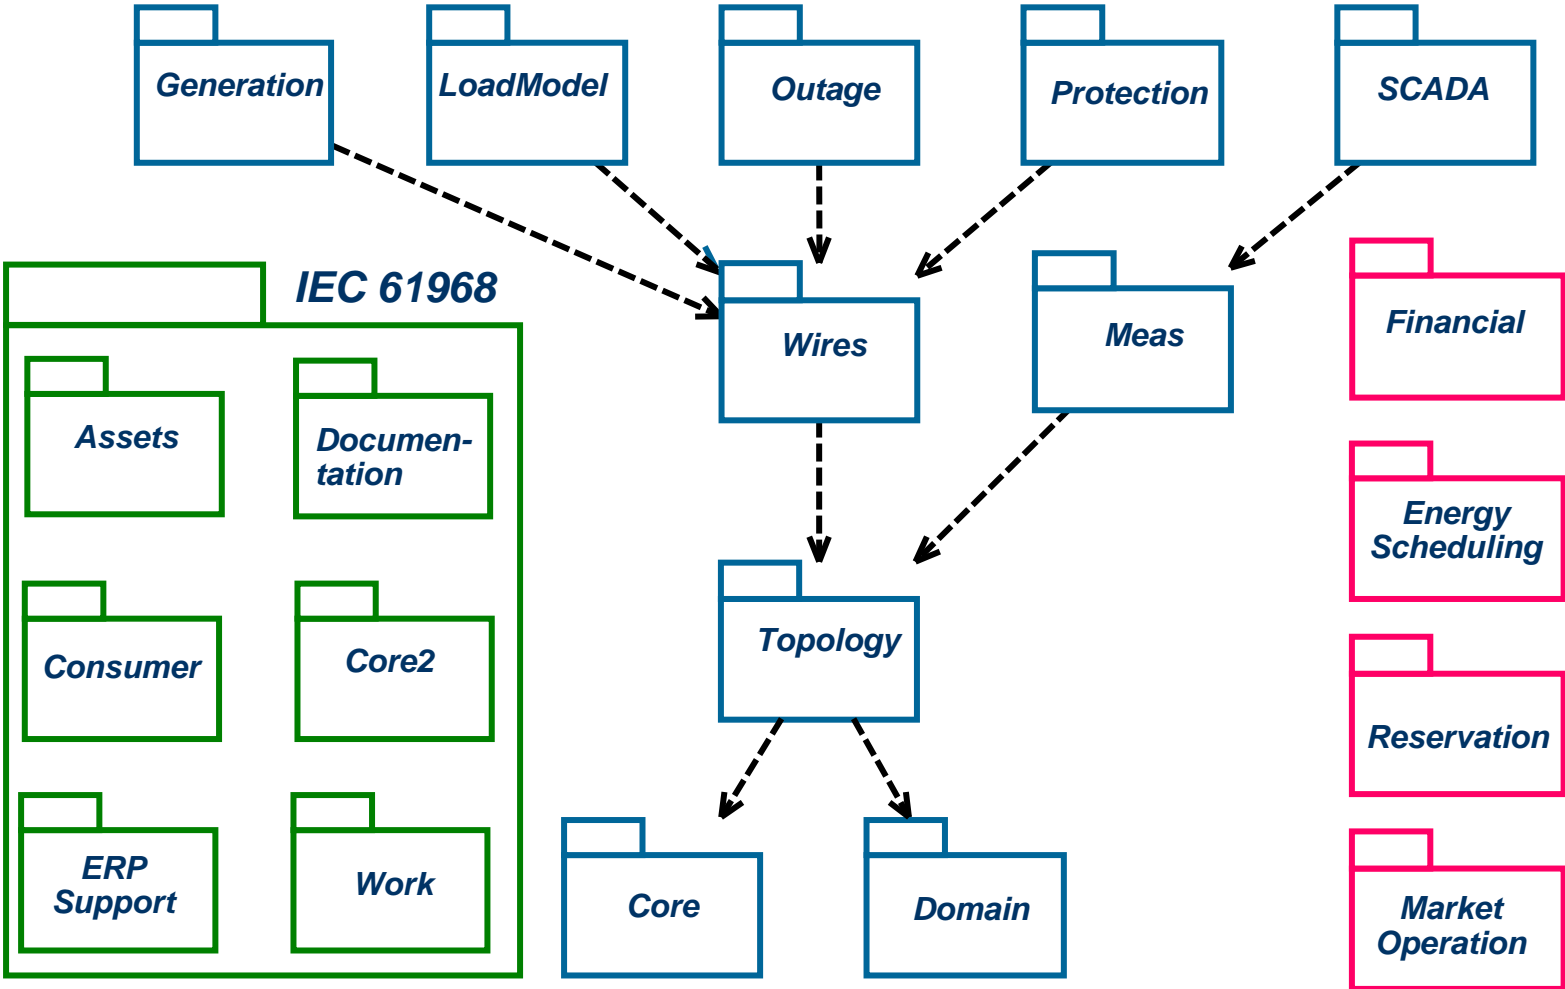 Generation
LoadModel
Outage
Protection
SCADA
IEC 61968
Wires
Meas
Financial
Assets
Documen-
tation
Energy
Scheduling
Topology
Consumer
Core2
Reservation
ERP
Support
Work
Core
Domain
Market
Operation